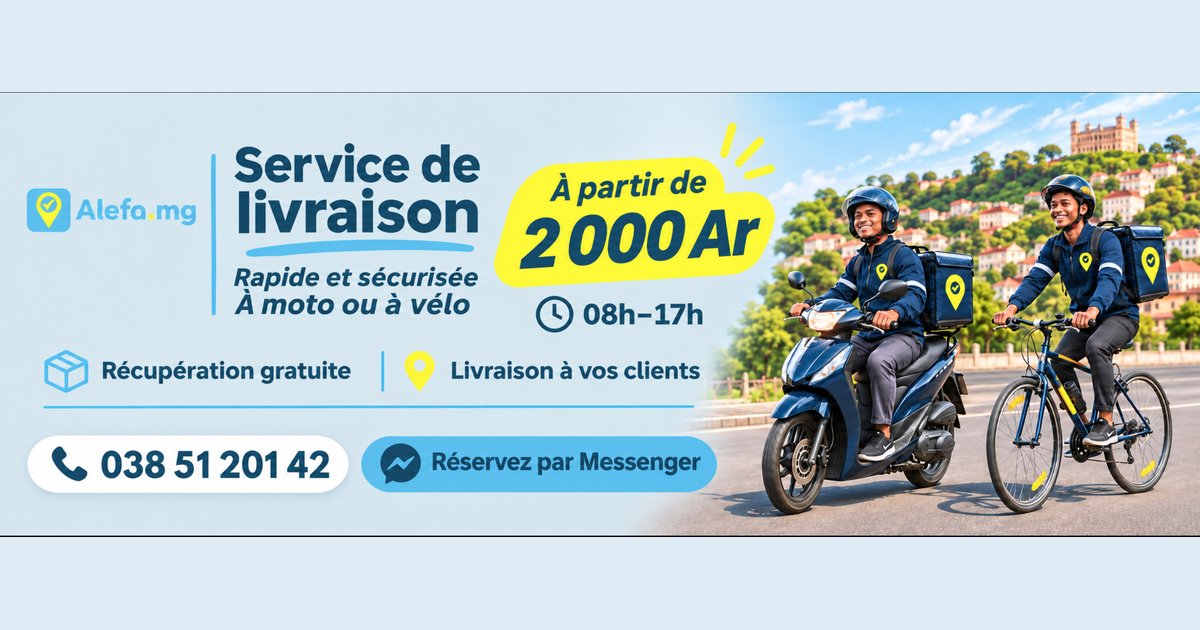 Alefa.mg
Service de
livraison
Rapide et sécurisée
À moto ou à vélo
À partir de
2 000 Ar
08h–17h
Récupération gratuite
Livraison à vos clients
038 51 201 42
Réservez par Messenger